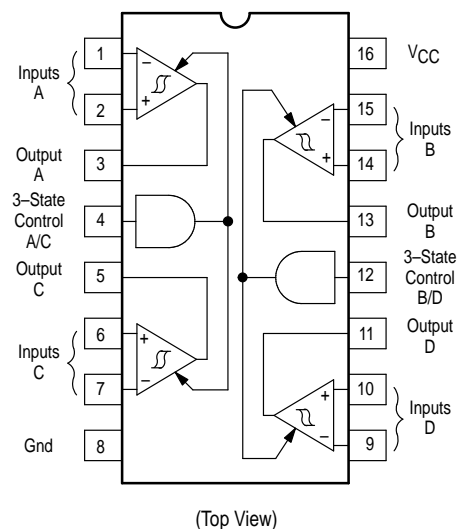 Inputs
A
1
–
2
+
Output
A
3
3–State
Control
A/C
4
Output
C
5
Inputs
C
6
+
7
–
Gnd
8
16
VCC
15
–
14
+
Inputs
B
13
Output
B
12
3–State
Control
B/D
11
Output
D
10
+
9
–
Inputs
D
(Top View)